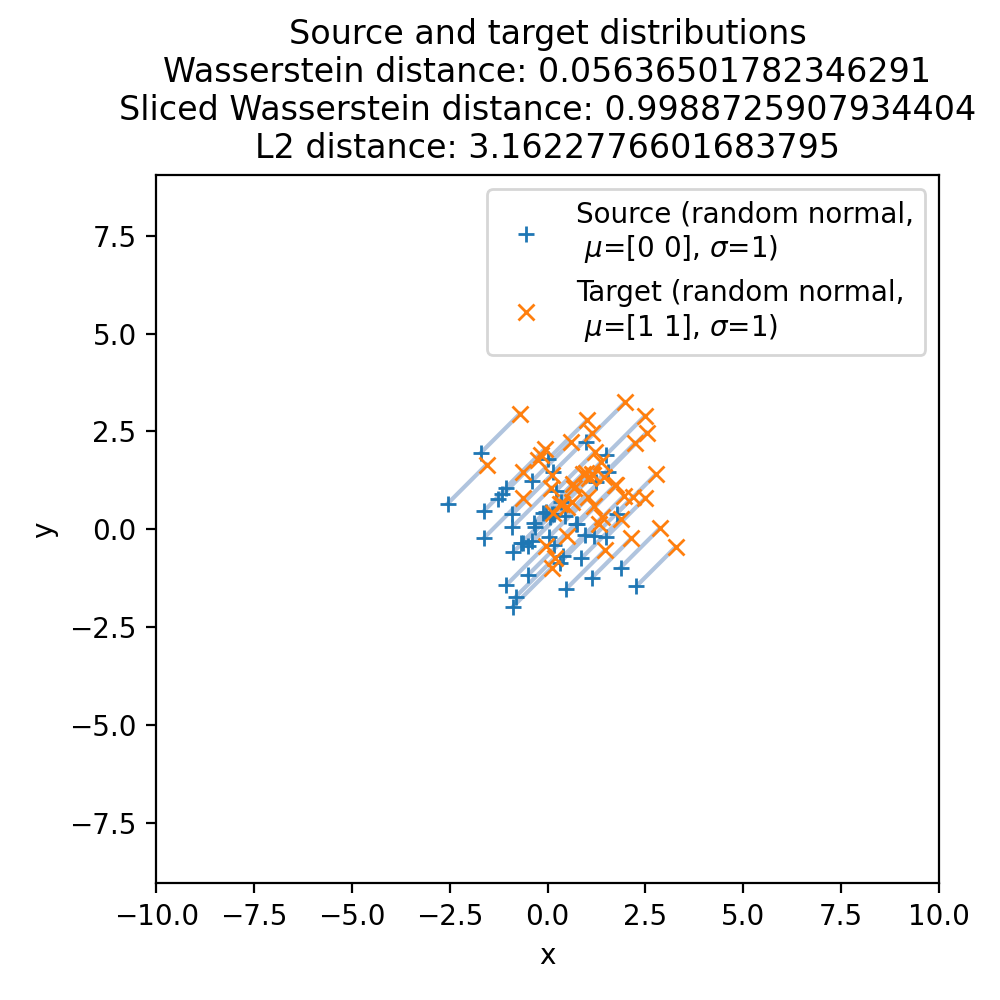 Source and target distributions
Wasserstein distance: 0.05636501782346291
Sliced Wasserstein distance: 0.9988725907934404
L2 distance: 3.1622776601683795
Source (random normal,
μ=[0 0], σ=1)
Target (random normal,
μ=[1 1], σ=1)
7.5
5.0
2.5
0.0
−2.5
−5.0
−7.5
y
−10.0 −7.5 −5.0 −2.5 0.0 2.5 5.0 7.5 10.0
x